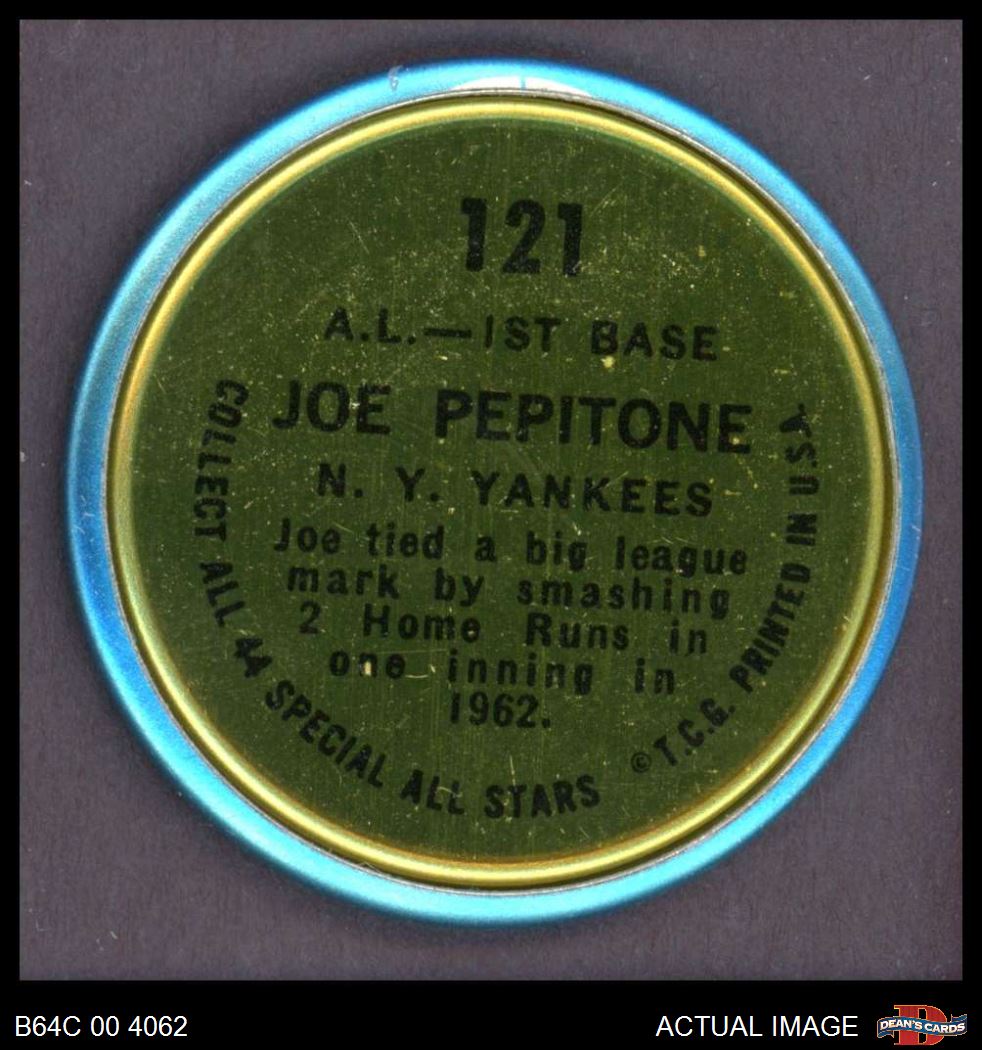 121
A.L.—1ST BASE
JOE PEPITONE
N. Y. YANKEES
Joe tied a big league
mark by smashing
2 Home Runs in
one inning in
1962.
COLLECT ALL 44 SPECIAL ALL STARS
© T.C.G. PRINTED IN U.S.A.
B64C 00 4062
ACTUAL IMAGE
D
DEAN'S CARDS